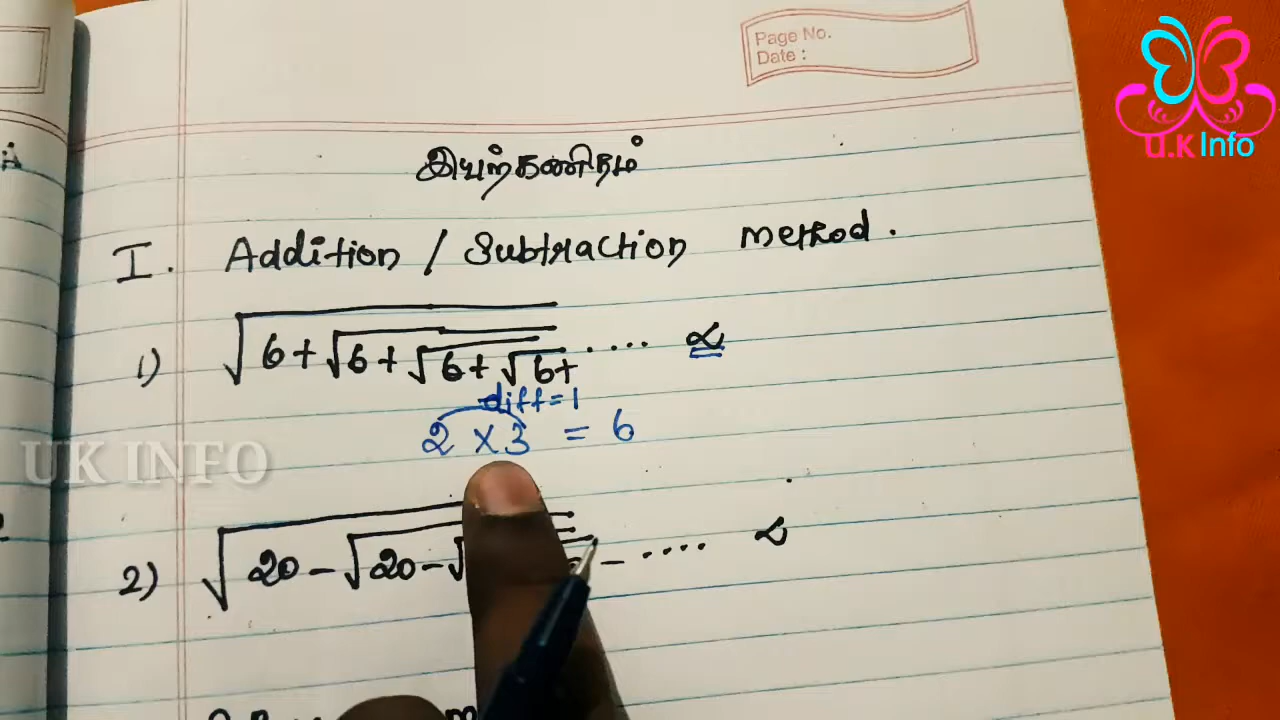 Page No.
Date :
U.K Info
இயற்கணிதம்
I. Addition / Subtraction method.
1) √6+√6+√6+√6+ ..... ∝
diff=1
2 × 3 = 6
UK INFO
2) √20-√20-√ - .... ∝